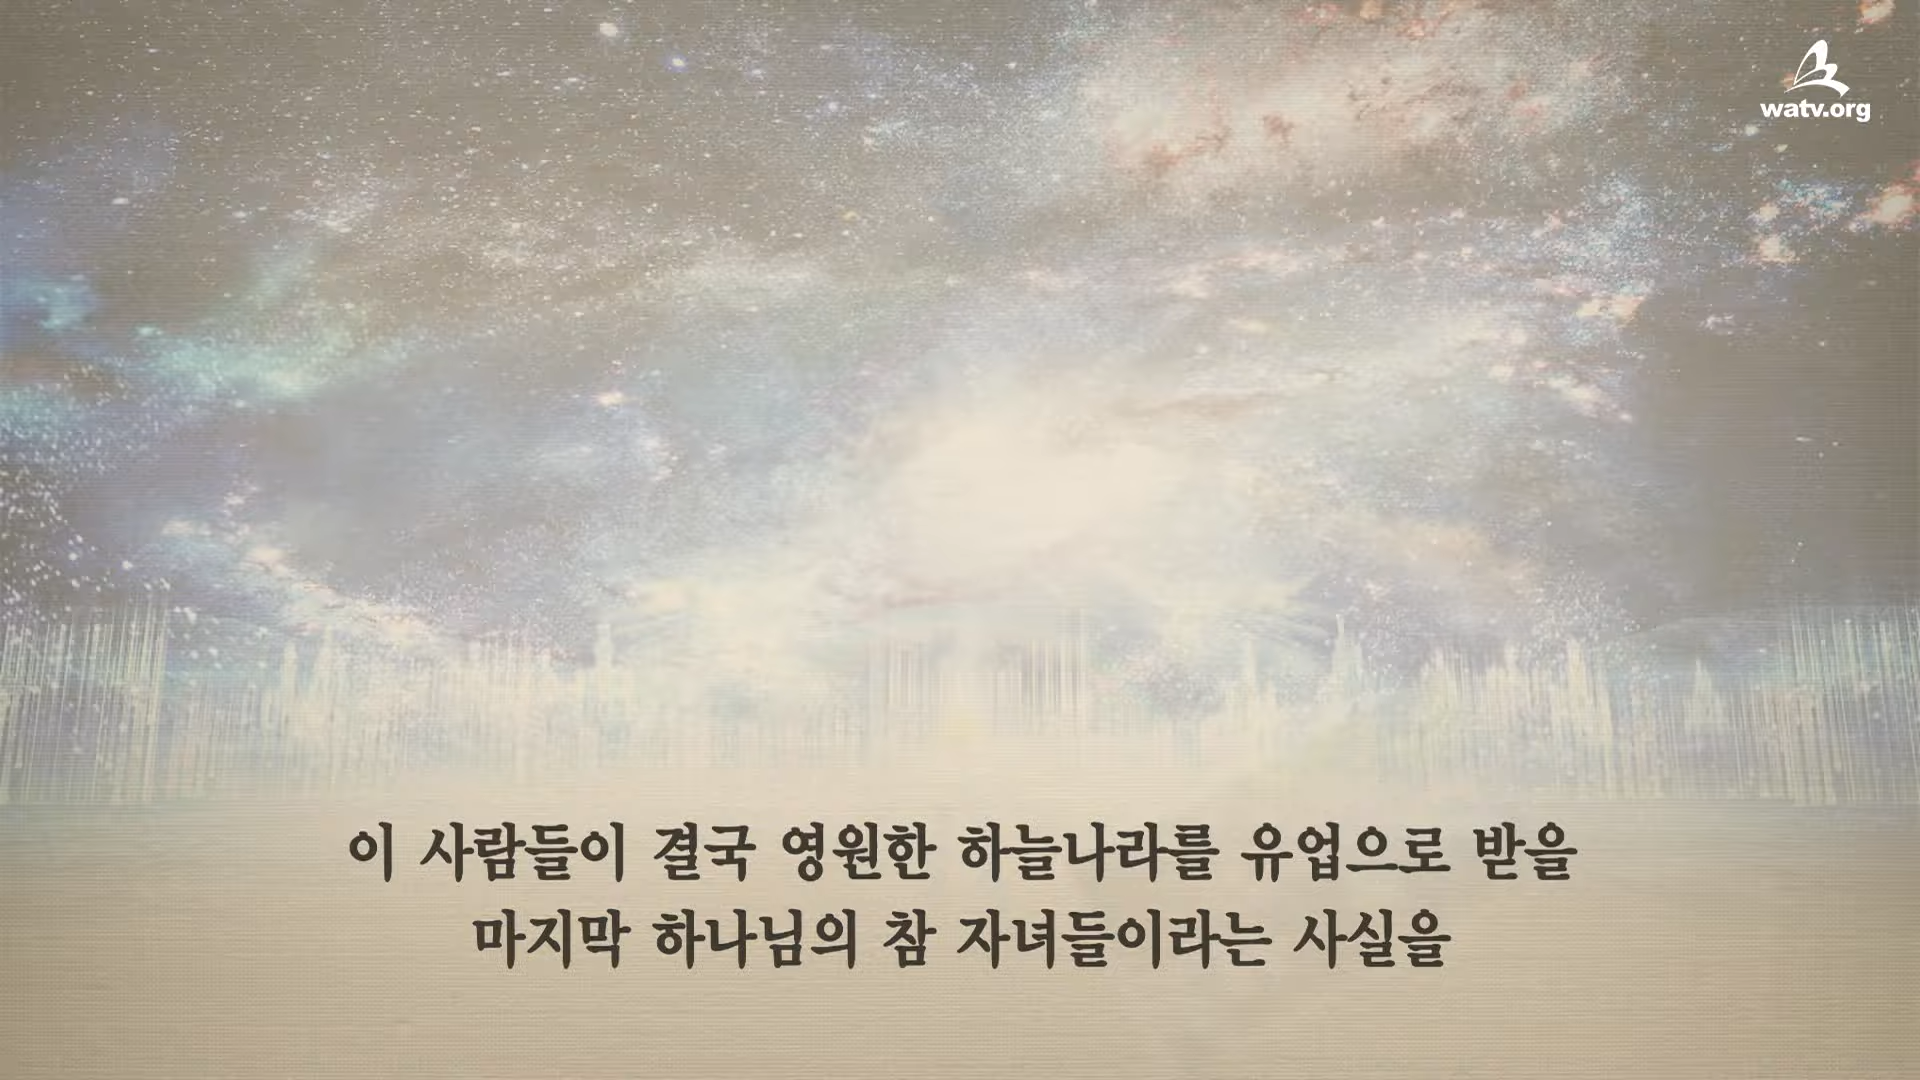 watv.org
이 사람들이 결국 영원한 하늘나라를 유업으로 받을
마지막 하나님의 참 자녀들이라는 사실을